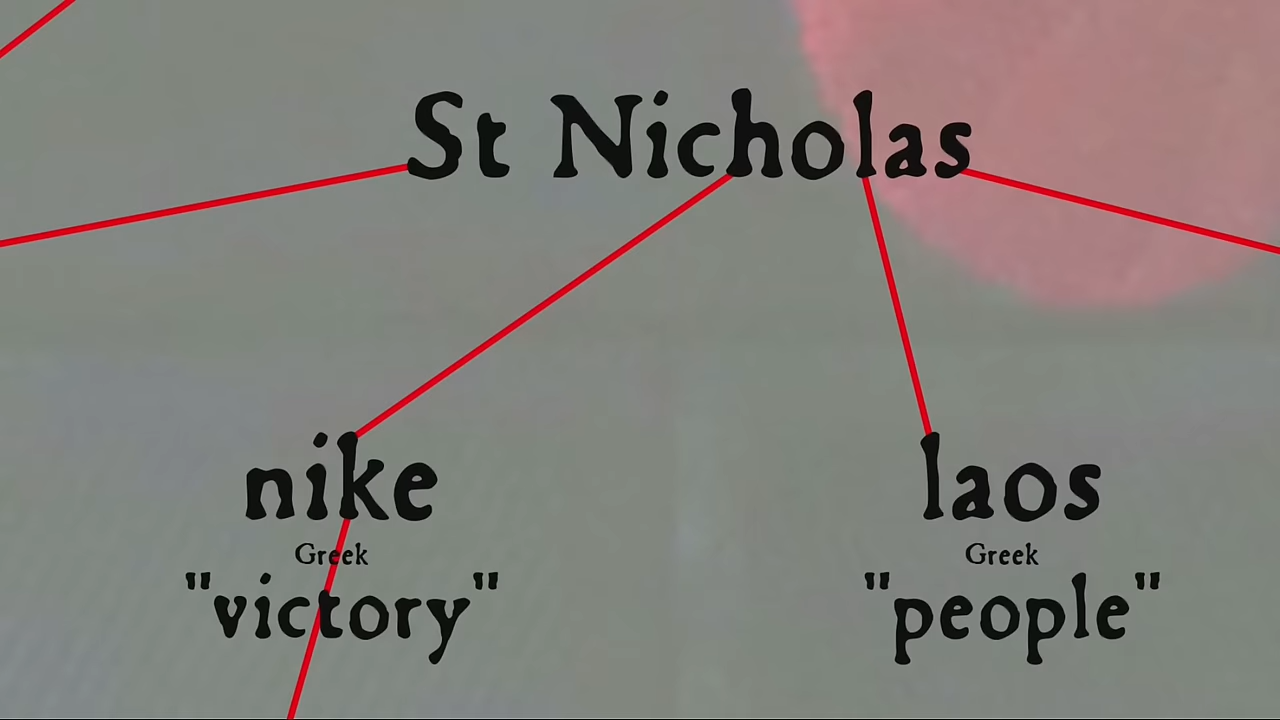 St Nicholas
nike
Greek
"victory"
laos
Greek
"people"